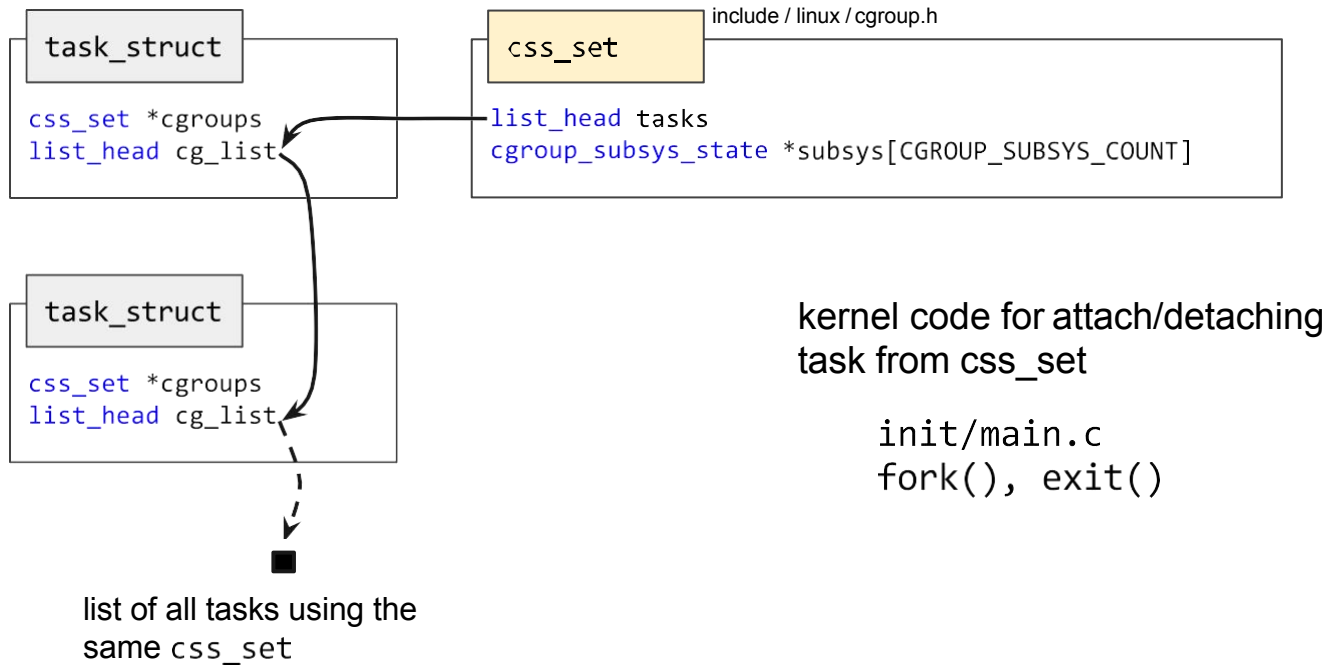 include / linux / cgroup.h
task_struct
css_set
css_set *cgroups
list_head cg_list
list_head tasks
cgroup_subsys_state *subsys[CGROUP_SUBSYS_COUNT]
task_struct
css_set *cgroups
list_head cg_list
kernel code for attach/detaching
task from css_set
init/main.c
fork(), exit()
list of all tasks using the
same css_set